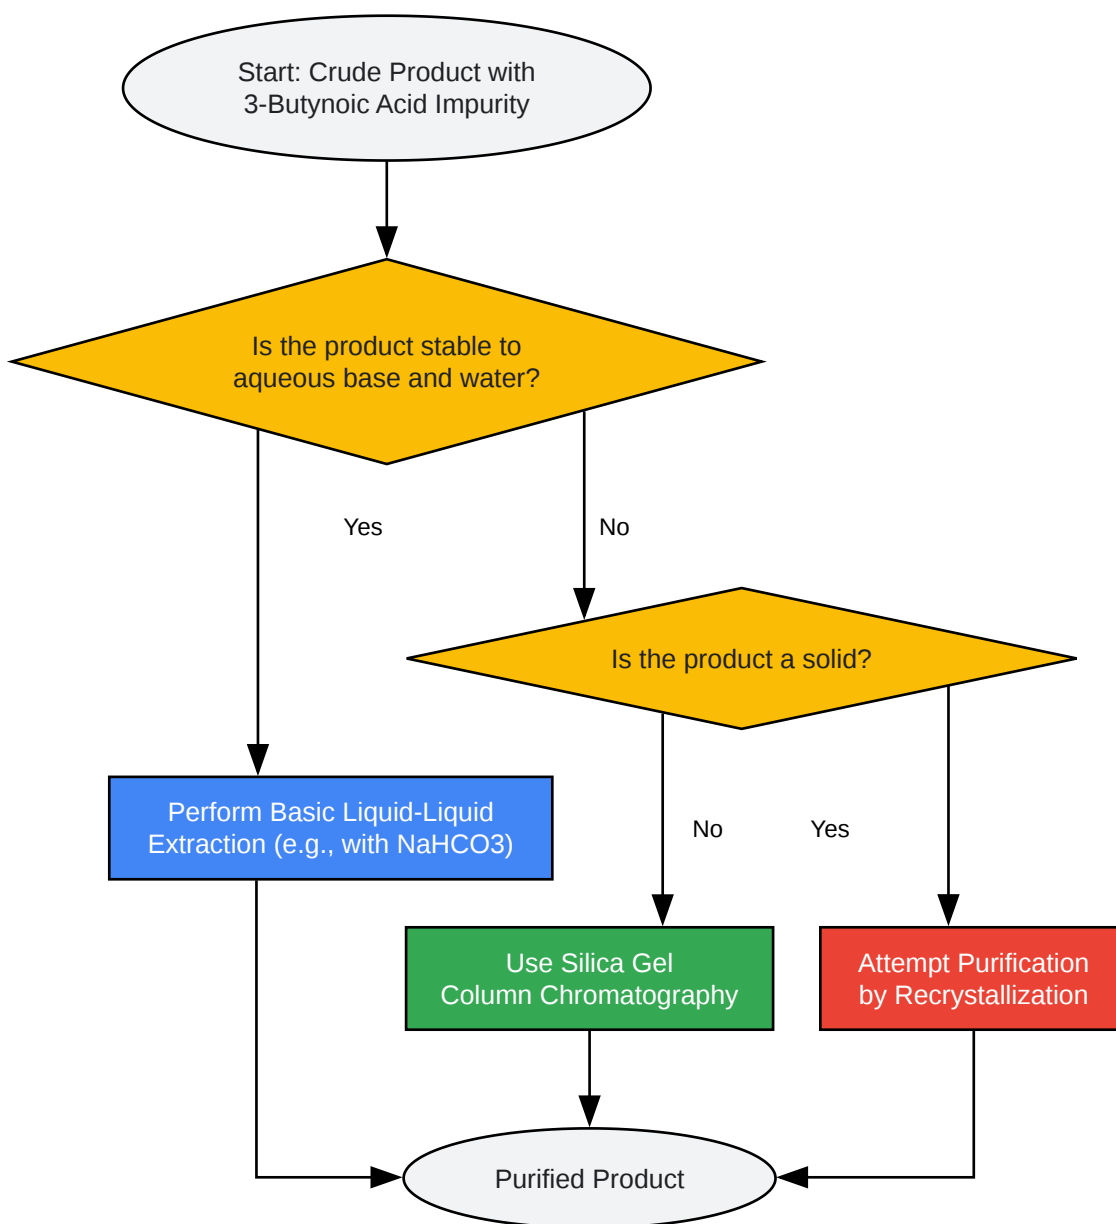 Start: Crude Product with
3-Butynoic Acid Impurity
Is the product stable to
aqueous base and water?
Yes
No
Is the product a solid?
Perform Basic Liquid-Liquid
Extraction (e.g., with NaHCO3)
No
Yes
Use Silica Gel
Column Chromatography
Attempt Purification
by Recrystallization
Purified Product